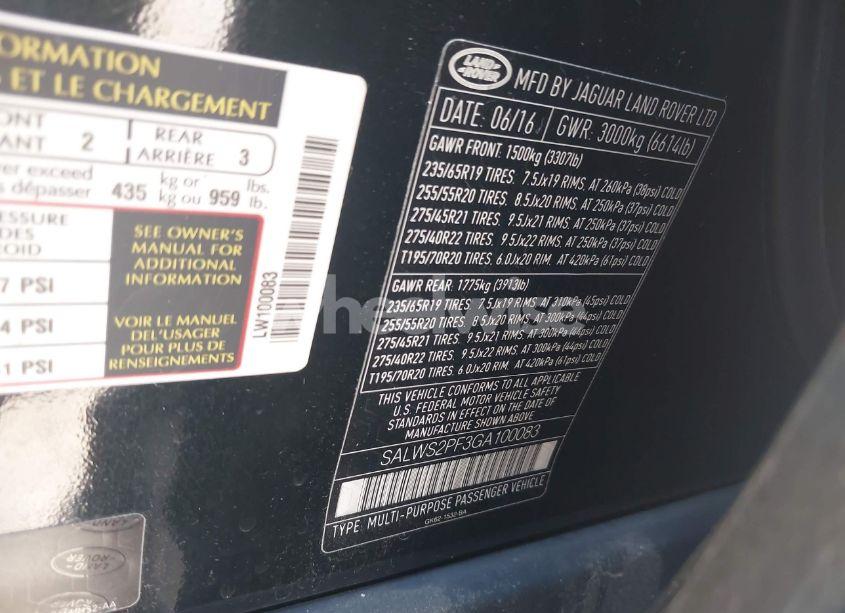 ORMATION
ET LE CHARGEMENT
ONT
ANT 2
REAR
ARRIÈRE 3
ver exceed
s dépasser 435 kg or
kg ou 959 lbs.
lb.
RESSURE
DES
ROID
7 PSI
4 PSI
1 PSI
SEE OWNER'S
MANUAL FOR
ADDITIONAL
INFORMATION
VOIR LE MANUEL
DEL'USAGER
POUR PLUS DE
RENSEIGNEMENTS
LW100083
LAND
ROVER
MFD BY JAGUAR LAND ROVER LTD
DATE: 06/16 GWR: 3000kg (6614lb)
GAWR FRONT: 1500kg (3307lb)
235/65R19 TIRES. 7.5Jx19 RIMS. AT 260kPa (38psi) COLD
255/55R20 TIRES. 8.5Jx20 RIMS. AT 250kPa (37psi) COLD
275/45R21 TIRES. 9.5Jx21 RIMS. AT 250kPa (37psi) COLD
275/40R22 TIRES. 9.5Jx22 RIMS. AT 250kPa (37psi) COLD
T195/70R20 TIRES. 6.0Jx20 RIM. AT 420kPa (61psi) COLD
GAWR REAR: 1775kg (3913lb)
235/65R19 TIRES. 7.5Jx19 RIMS. AT 310kPa (45psi) COLD
255/55R20 TIRES. 8.5Jx20 RIMS. AT 300kPa (44psi) COLD
275/45R21 TIRES. 9.5Jx21 RIMS. AT 300kPa (44psi) COLD
275/40R22 TIRES. 9.5Jx22 RIMS. AT 300kPa (44psi) COLD
T195/70R20 TIRES. 6.0Jx20 RIM. AT 420kPa (61psi) COLD
THIS VEHICLE CONFORMS TO ALL APPLICABLE
U.S. FEDERAL MOTOR VEHICLE SAFETY
STANDARDS IN EFFECT ON THE DATE OF
MANUFACTURE SHOWN ABOVE
SALWS2PF3GA100083
TYPE: MULTI-PURPOSE PASSENGER VEHICLE
GK62-1532-BA
LAND
LAND
ROVER